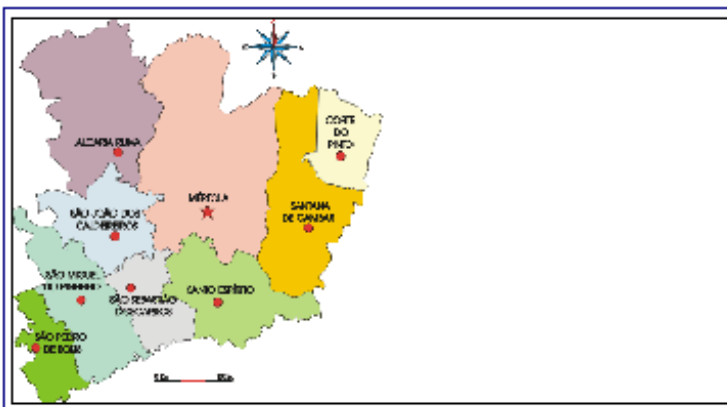 ALCARIA RUIVA
CORTE
DO
PINTO
MÉRTOLA
SANTANA
DE CAMBAS
SÃO JOÃO DOS
CALDEIREIROS
SÃO MIGUEL
DO PINHEIRO
SÃO SEBASTIÃO
DOS CARROS
SANTO ESPÍRITO
SÃO PEDRO
DE SOLIS